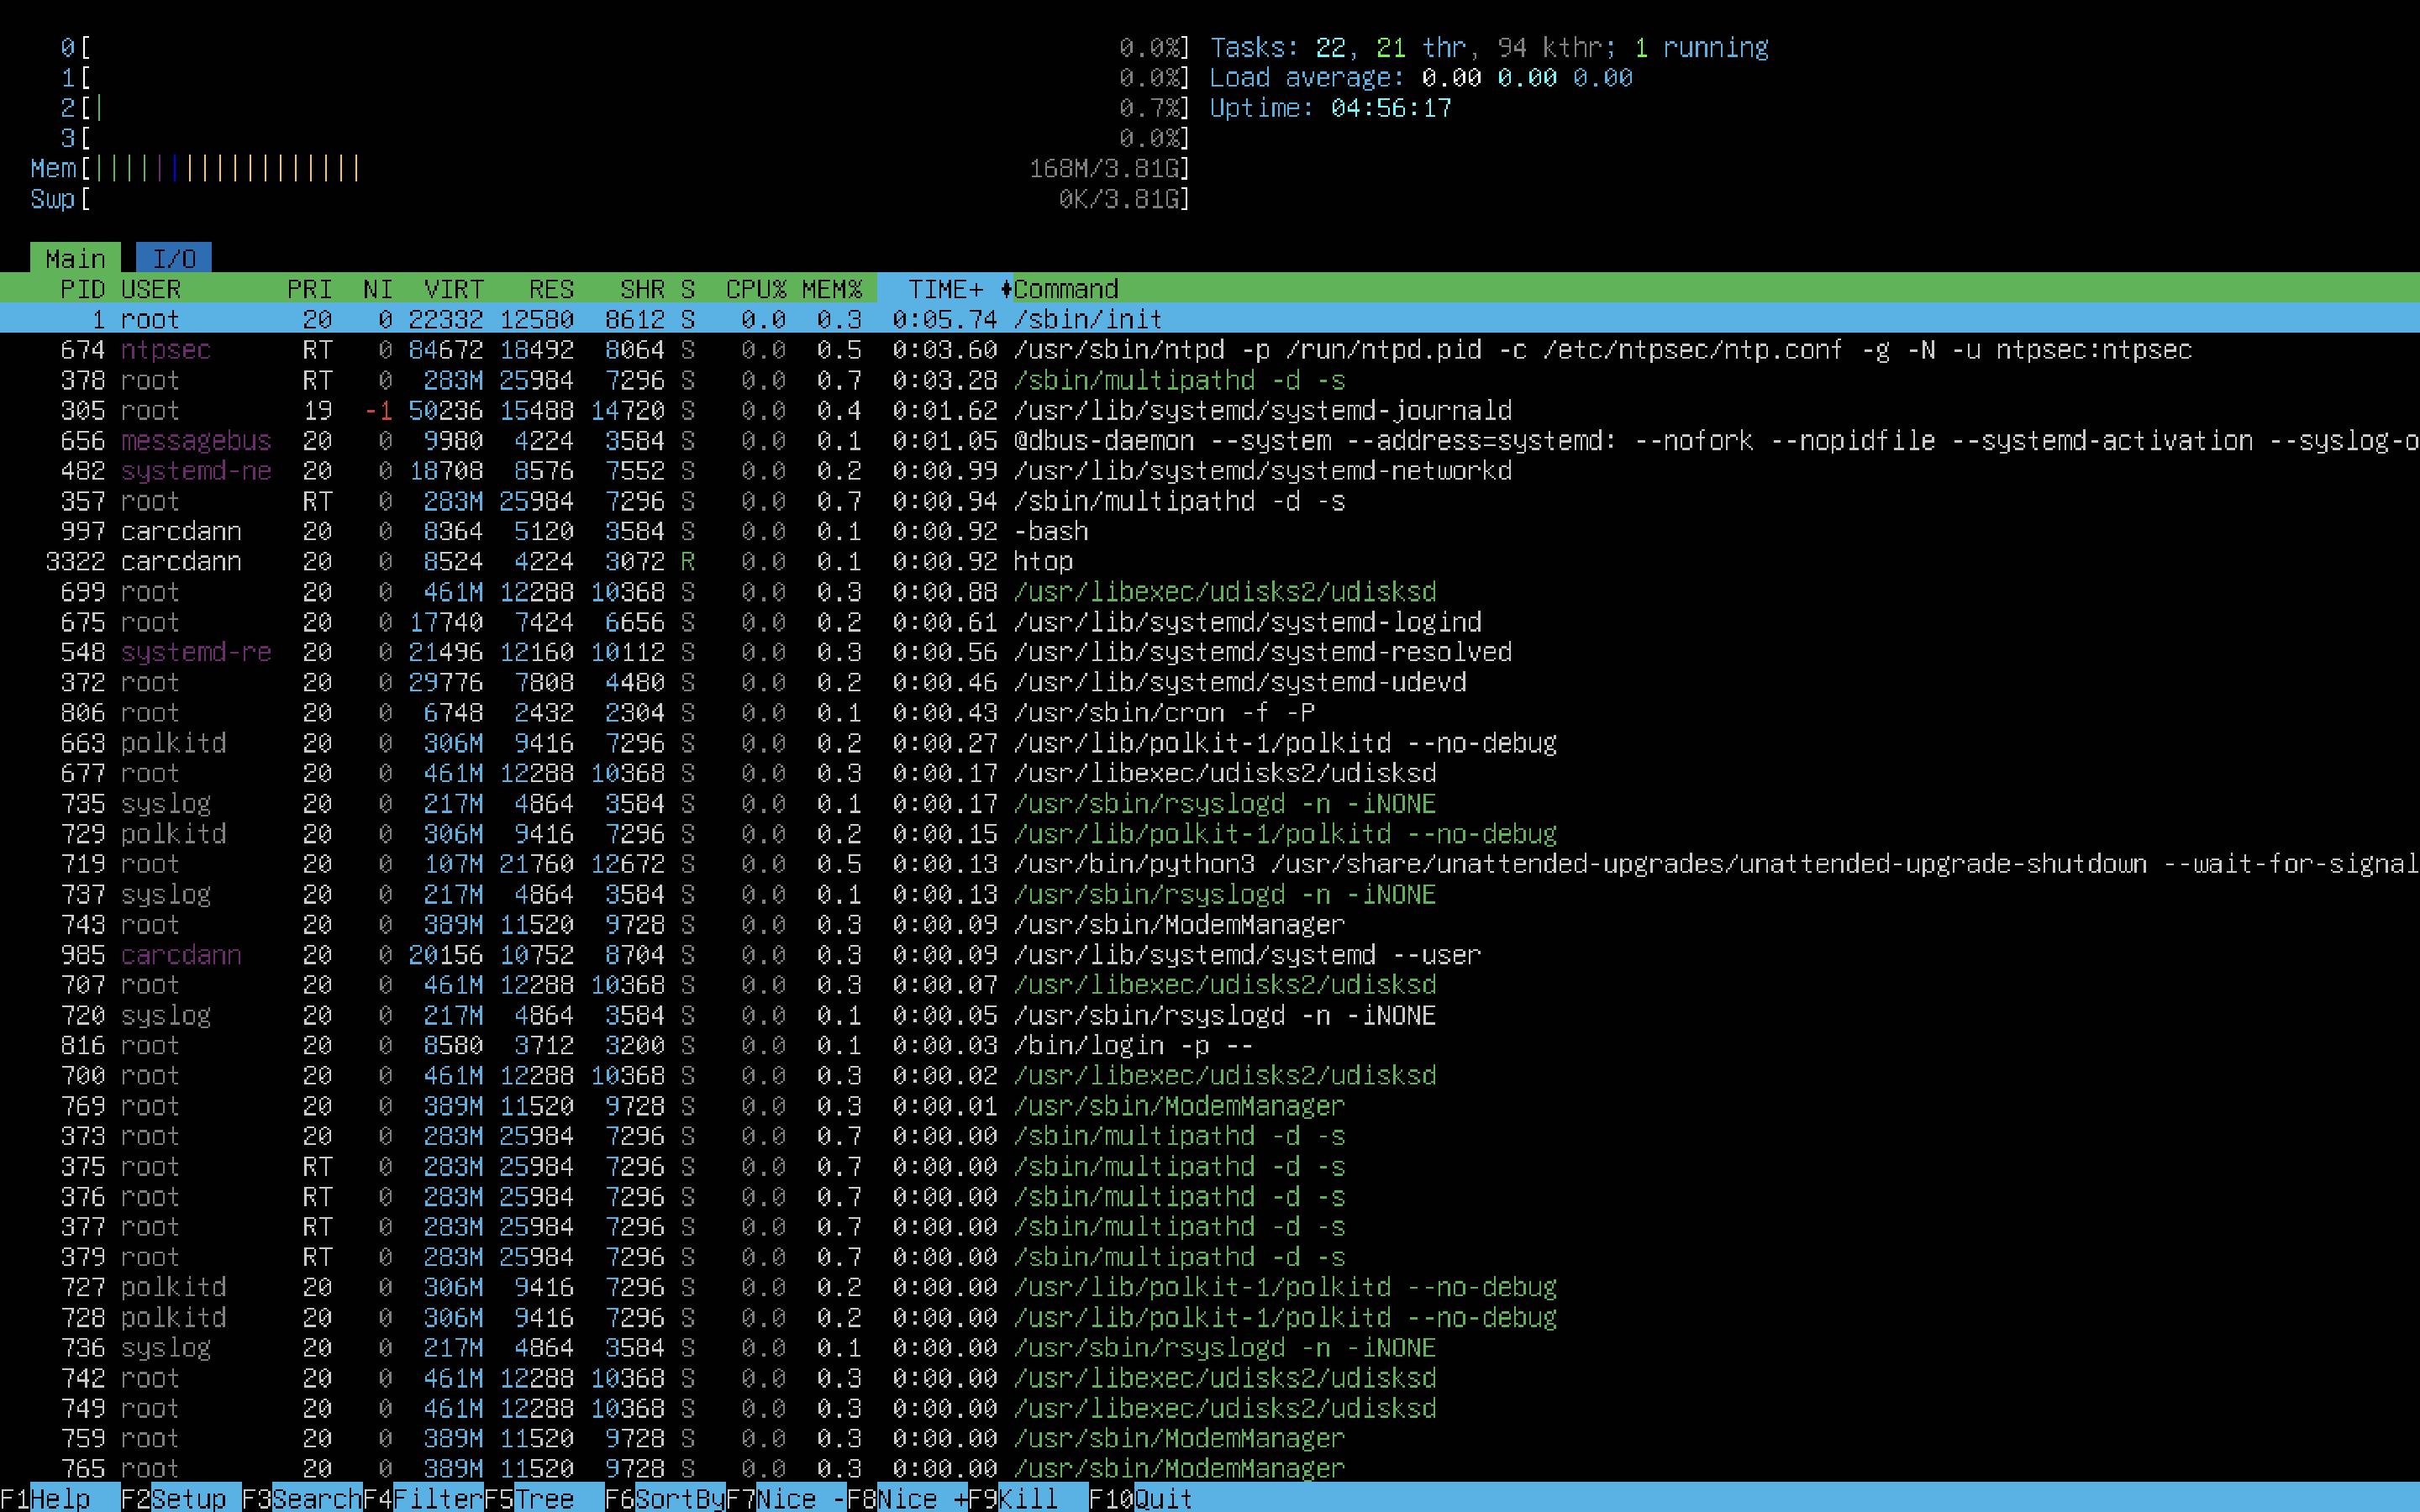 0[ 0.0%] Tasks: 22, 21 thr, 94 kthr; 1 running
1[ 0.0%] Load average: 0.00 0.00 0.00
2[| 0.7%] Uptime: 04:56:17
3[ 0.0%]
Mem[|||||||||||||||||| 168M/3.81G]
Swp[ 0K/3.81G]
Main I/O
PID USER PRI NI VIRT RES SHR S CPU% MEM% TIME+ Command
1 root 20 0 22332 12580 8612 S 0.0 0.3 0:05.74 /sbin/init
674 ntpsec RT 0 84672 18492 8064 S 0.0 0.5 0:03.60 /usr/sbin/ntpd -p /run/ntpd.pid -c /etc/ntpsec/ntp.conf -g -N -u ntpsec:ntpsec
378 root RT 0 283M 25984 7296 S 0.0 0.7 0:03.28 /sbin/multipathd -d -s
305 root 19 -1 50236 15488 14720 S 0.0 0.4 0:01.62 /usr/lib/systemd/systemd-journald
656 messagebus 20 0 9980 4224 3584 S 0.0 0.1 0:01.05 @dbus-daemon --system --address=systemd: --nofork --nopidfile --systemd-activation --syslog-o
482 systemd-ne 20 0 18708 8576 7552 S 0.0 0.2 0:00.99 /usr/lib/systemd/systemd-networkd
357 root RT 0 283M 25984 7296 S 0.0 0.7 0:00.94 /sbin/multipathd -d -s
997 carcdann 20 0 8364 5120 3584 S 0.0 0.1 0:00.92 -bash
3322 carcdann 20 0 8524 4224 3072 R 0.0 0.1 0:00.92 htop
699 root 20 0 461M 12288 10368 S 0.0 0.3 0:00.88 /usr/libexec/udisks2/udisksd
675 root 20 0 17740 7424 6656 S 0.0 0.2 0:00.61 /usr/lib/systemd/systemd-logind
548 systemd-re 20 0 21496 12160 10112 S 0.0 0.3 0:00.56 /usr/lib/systemd/systemd-resolved
372 root 20 0 29776 7808 4480 S 0.0 0.2 0:00.46 /usr/lib/systemd/systemd-udevd
806 root 20 0 6748 2432 2304 S 0.0 0.1 0:00.43 /usr/sbin/cron -f -P
663 polkitd 20 0 306M 9416 7296 S 0.0 0.2 0:00.27 /usr/lib/polkit-1/polkitd --no-debug
677 root 20 0 461M 12288 10368 S 0.0 0.3 0:00.17 /usr/libexec/udisks2/udisksd
735 syslog 20 0 217M 4864 3584 S 0.0 0.1 0:00.17 /usr/sbin/rsyslogd -n -iNONE
729 polkitd 20 0 306M 9416 7296 S 0.0 0.2 0:00.15 /usr/lib/polkit-1/polkitd --no-debug
719 root 20 0 107M 21760 12672 S 0.0 0.5 0:00.13 /usr/bin/python3 /usr/share/unattended-upgrades/unattended-upgrade-shutdown --wait-for-signal
737 syslog 20 0 217M 4864 3584 S 0.0 0.1 0:00.13 /usr/sbin/rsyslogd -n -iNONE
743 root 20 0 389M 11520 9728 S 0.0 0.3 0:00.09 /usr/sbin/ModemManager
985 carcdann 20 0 20156 10752 8704 S 0.0 0.3 0:00.09 /usr/lib/systemd/systemd --user
707 root 20 0 461M 12288 10368 S 0.0 0.3 0:00.07 /usr/libexec/udisks2/udisksd
720 syslog 20 0 217M 4864 3584 S 0.0 0.1 0:00.05 /usr/sbin/rsyslogd -n -iNONE
816 root 20 0 8580 3712 3200 S 0.0 0.1 0:00.03 /bin/login -p --
700 root 20 0 461M 12288 10368 S 0.0 0.3 0:00.02 /usr/libexec/udisks2/udisksd
769 root 20 0 389M 11520 9728 S 0.0 0.3 0:00.01 /usr/sbin/ModemManager
373 root 20 0 283M 25984 7296 S 0.0 0.7 0:00.00 /sbin/multipathd -d -s
375 root RT 0 283M 25984 7296 S 0.0 0.7 0:00.00 /sbin/multipathd -d -s
376 root RT 0 283M 25984 7296 S 0.0 0.7 0:00.00 /sbin/multipathd -d -s
377 root RT 0 283M 25984 7296 S 0.0 0.7 0:00.00 /sbin/multipathd -d -s
379 root RT 0 283M 25984 7296 S 0.0 0.7 0:00.00 /sbin/multipathd -d -s
727 polkitd 20 0 306M 9416 7296 S 0.0 0.2 0:00.00 /usr/lib/polkit-1/polkitd --no-debug
728 polkitd 20 0 306M 9416 7296 S 0.0 0.2 0:00.00 /usr/lib/polkit-1/polkitd --no-debug
736 syslog 20 0 217M 4864 3584 S 0.0 0.1 0:00.00 /usr/sbin/rsyslogd -n -iNONE
742 root 20 0 461M 12288 10368 S 0.0 0.3 0:00.00 /usr/libexec/udisks2/udisksd
749 root 20 0 461M 12288 10368 S 0.0 0.3 0:00.00 /usr/libexec/udisks2/udisksd
759 root 20 0 389M 11520 9728 S 0.0 0.3 0:00.00 /usr/sbin/ModemManager
765 root 20 0 389M 11520 9728 S 0.0 0.3 0:00.00 /usr/sbin/ModemManager
F1Help F2Setup F3SearchF4FilterF5Tree F6SortByF7Nice -F8Nice +F9Kill F10Quit